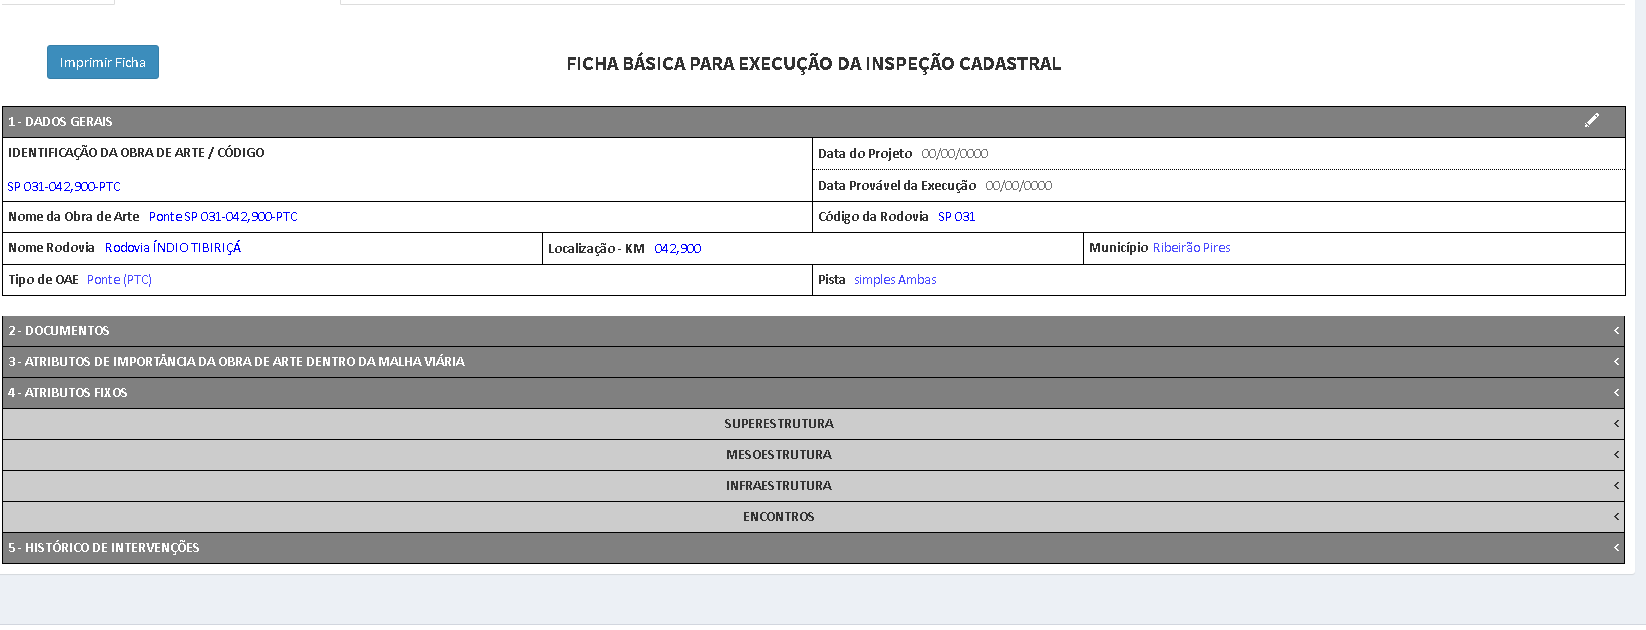 Imprimir Ficha
FICHA BÁSICA PARA EXECUÇÃO DA INSPEÇÃO CADASTRAL
1 - DADOS GERAIS
IDENTIFICAÇÃO DA OBRA DE ARTE / CÓDIGO
SP 031-042,900-PTC
Data do Projeto 00/00/0000
Data Provável da Execução 00/00/0000
Nome da Obra de Arte Ponte SP 031-042,900-PTC
Código da Rodovia SP 031
Nome Rodovia Rodovia ÍNDIO TIBIRIÇÁ
Localização - KM 042,900
Município Ribeirão Pires
Tipo de OAE Ponte (PTC)
Pista simples Ambas
2 - DOCUMENTOS
3 - ATRIBUTOS DE IMPORTÂNCIA DA OBRA DE ARTE DENTRO DA MALHA VIÁRIA
4 - ATRIBUTOS FIXOS
SUPERESTRUTURA
MESOESTRUTURA
INFRAESTRUTURA
ENCONTROS
5 - HISTÓRICO DE INTERVENÇÕES